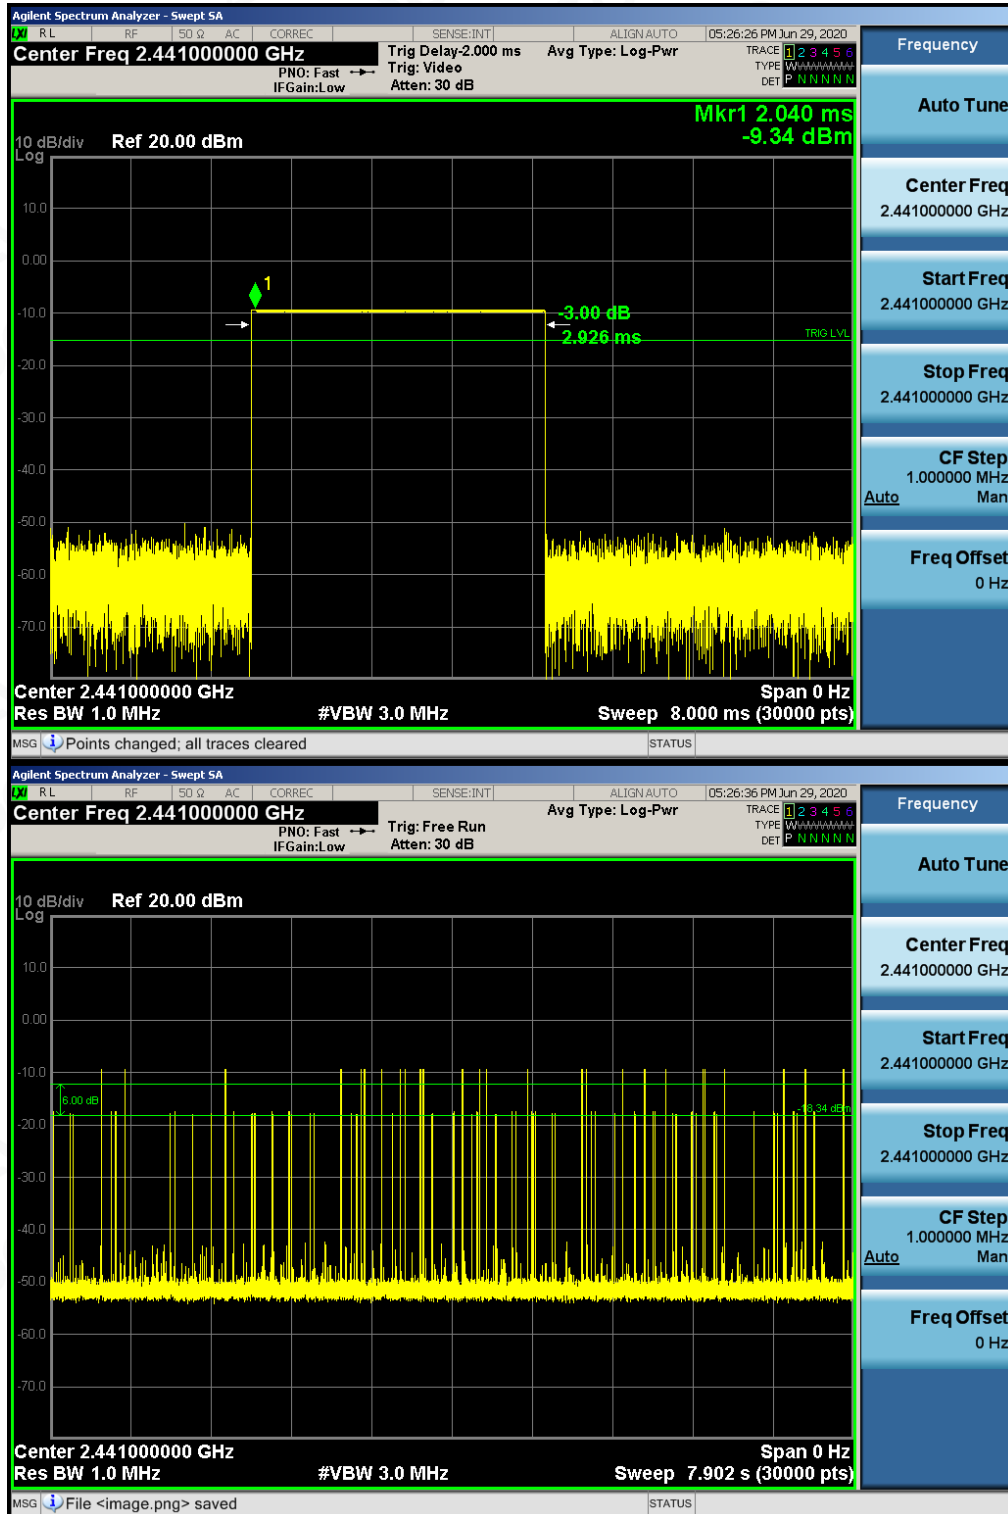 Agilent Spectrum Analyzer - Swept SA
LXI RL RF 50 Ω AC CORREC SENSE:INT ALIGN AUTO 05:26:26 PM Jun 29, 2020
Center Freq 2.441000000 GHz
Trig Delay-2.000 ms
Avg Type: Log-Pwr
TRACE 1 2 3 4 5 6
PNO: Fast
Trig: Video
TYPE WWWWWW
IFGain:Low
Atten: 30 dB
DET P N N N N N
Frequency
Auto Tune
Mkr1 2.040 ms
-9.34 dBm
10 dB/div Ref 20.00 dBm
Log
10.0
0.00
-10.0
-20.0
-30.0
-40.0
-50.0
-60.0
-70.0
1
-3.00 dB
2.926 ms
TRIG LVL
Center Freq
2.441000000 GHz
Start Freq
2.441000000 GHz
Stop Freq
2.441000000 GHz
CF Step
1.000000 MHz
Auto Man
Freq Offset
0 Hz
Center 2.441000000 GHz Span 0 Hz
Res BW 1.0 MHz #VBW 3.0 MHz Sweep 8.000 ms (30000 pts)
MSG Points changed; all traces cleared STATUS
Agilent Spectrum Analyzer - Swept SA
LXI RL RF 50 Ω AC CORREC SENSE:INT ALIGN AUTO 05:26:36 PM Jun 29, 2020
Center Freq 2.441000000 GHz
Avg Type: Log-Pwr
TRACE 1 2 3 4 5 6
PNO: Fast
Trig: Free Run
TYPE WWWWWW
IFGain:Low
Atten: 30 dB
DET P N N N N N
Frequency
Auto Tune
10 dB/div Ref 20.00 dBm
Log
10.0
0.00
-10.0
-20.0
-30.0
-40.0
-50.0
-60.0
-70.0
6.00 dB
-18.34 dBm
Center Freq
2.441000000 GHz
Start Freq
2.441000000 GHz
Stop Freq
2.441000000 GHz
CF Step
1.000000 MHz
Auto Man
Freq Offset
0 Hz
Center 2.441000000 GHz Span 0 Hz
Res BW 1.0 MHz #VBW 3.0 MHz Sweep 7.902 s (30000 pts)
MSG File <image.png> saved STATUS